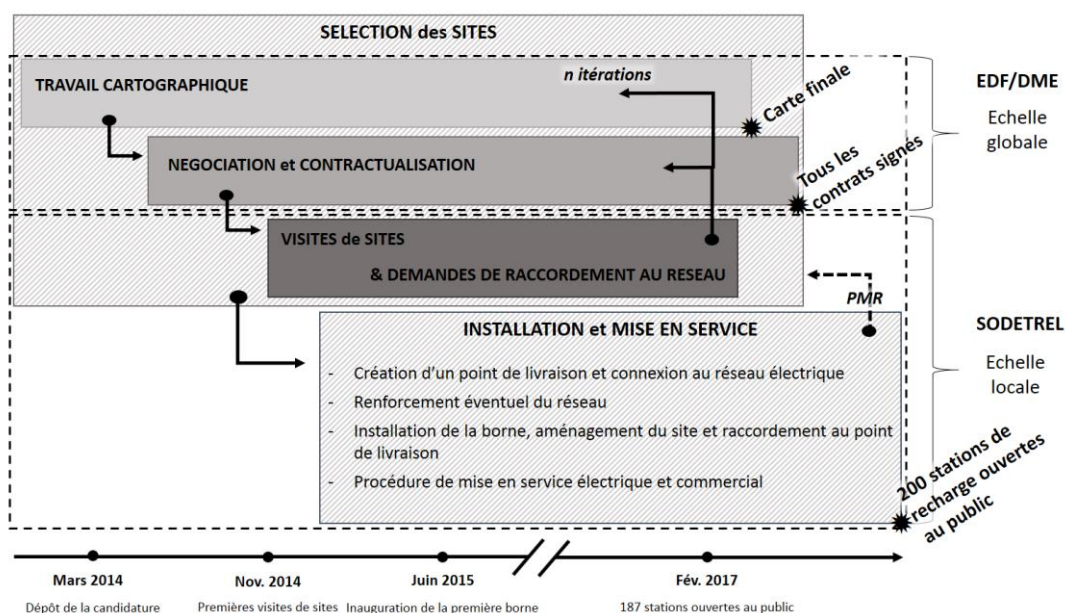 SELECTION des SITES
TRAVAIL CARTOGRAPHIQUE
n itérations
Carte finale
EDF/DME
Echelle
globale
NEGOCIATION et CONTRACTUALISATION
Tous les
contrats signés
VISITES de SITES
& DEMANDES DE RACCORDEMENT AU RESEAU
PMR
INSTALLATION et MISE EN SERVICE
- Création d'un point de livraison et connexion au réseau électrique
- Renforcement éventuel du réseau
- Installation de la borne, aménagement du site et raccordement au point
de livraison
- Procédure de mise en service électrique et commercial
SODETREL
Echelle
locale
200 stations de
recharge ouvertes
au public
Mars 2014
Nov. 2014
Juin 2015
Fév. 2017
Dépôt de la candidature
Premières visites de sites
Inauguration de la première borne
187 stations ouvertes au public